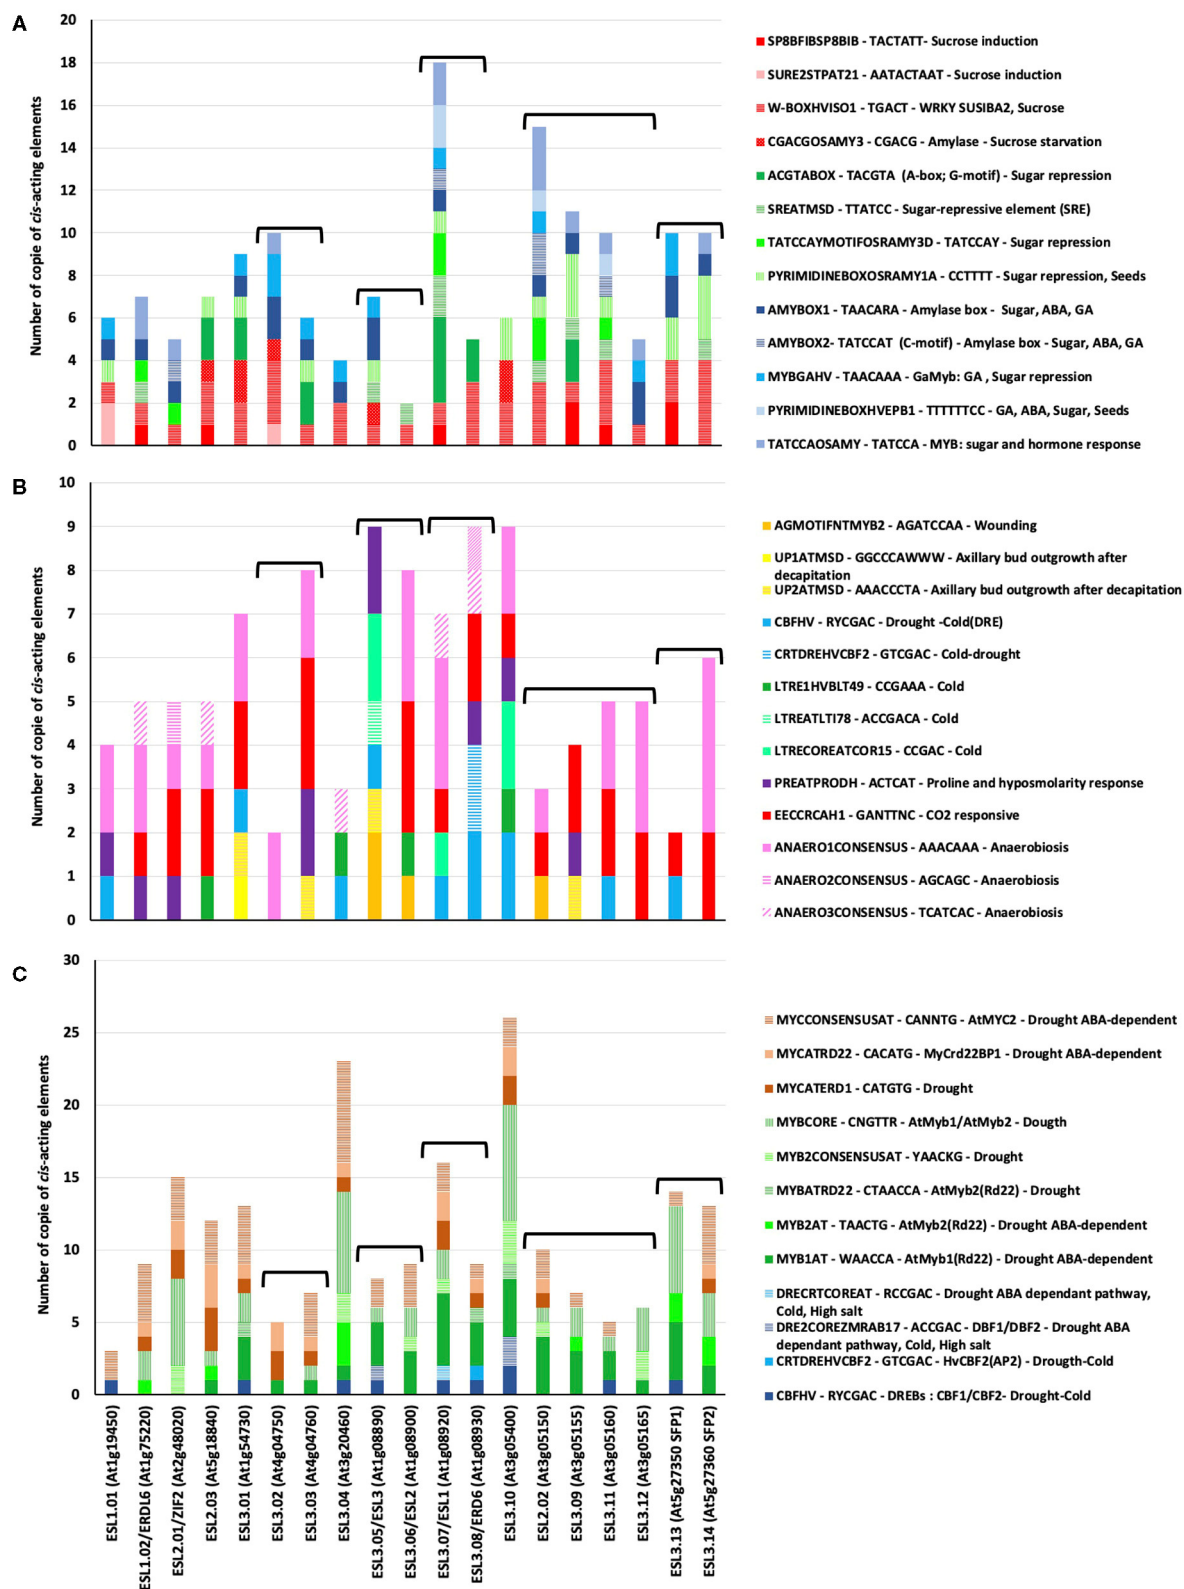 A
20
18
16
14
12
10
8
6
4
2
0
Number of copie of cis-acting elements
SP8BFIBSP8BIB - TACTATT- Sucrose induction
SURE2STPAT21 - AATACTAAT - Sucrose induction
W-BOXHVISO1 - TGACT - WRKY SUSIBA2, Sucrose
CGACGOSAMY3 - CGACG - Amylase - Sucrose starvation
ACGTABOX - TACGTA (A-box; G-motif) - Sugar repression
SREATMSD - TTATCC - Sugar-repressive element (SRE)
TATCCAYMOTIFOSRAMY3D - TATCCAY - Sugar repression
PYRIMIDINEBOXOSRAMY1A - CCTTTT - Sugar repression, Seeds
AMYBOX1 - TAACARA - Amylase box - Sugar, ABA, GA
AMYBOX2- TATCCAT (C-motif) - Amylase box - Sugar, ABA, GA
MYBGAHV - TAACAAA - GaMyb: GA , Sugar repression
PYRIMIDINEBOXHVEPB1 - TTTTTTCC - GA, ABA, Sugar, Seeds
TATCCAOSAMY - TATCCA - MYB: sugar and hormone response
B
10
9
8
7
6
5
4
3
2
1
0
Number of copie of cis-acting elements
AGMOTIFNTMYB2 - AGATCCAA - Wounding
UP1ATMSD - GGCCCAWWW - Axillary bud outgrowth after
decapitation
UP2ATMSD - AAACCCTA - Axillary bud outgrowth after decapitation
CBFHV - RYCGAC - Drought -Cold(DRE)
CRTDREHVCBF2 - GTCGAC - Cold-drought
LTRE1HVBLT49 - CCGAAA - Cold
LTREATLTI78 - ACCGACA - Cold
LTRECOREATCOR15 - CCGAC - Cold
PREATPRODH - ACTCAT - Proline and hyposmolarity response
EECCRCAH1 - GANTTNC - CO2 responsive
ANAERO1CONSENSUS - AAACAAA - Anaerobiosis
ANAERO2CONSENSUS - AGCAGC - Anaerobiosis
ANAERO3CONSENSUS - TCATCAC - Anaerobiosis
C
30
25
20
15
10
5
0
Number of copie of cis-acting elements
MYCCONSENSUSAT - CANNTG - AtMYC2 - Drought ABA-dependent
MYCATRD22 - CACATG - MyCrd22BP1 - Drought ABA-dependent
MYCATERD1 - CATGTG - Drought
MYBCORE - CNGTTR - AtMyb1/AtMyb2 - Dougth
MYB2CONSENSUSAT - YAACKG - Drought
MYBATRD22 - CTAACCA - AtMyb2(Rd22) - Drought
MYB2AT - TAACTG - AtMyb2(Rd22) - Drought ABA-dependent
MYB1AT - WAACCA - AtMyb1(Rd22) - Drought ABA-dependent
DRECRTCOREAT - RCCGAC - Drought ABA dependant pathway,
Cold, High salt
DRE2COREZMRAB17 - ACCGAC - DBF1/DBF2 - Drought ABA
dependant pathway, Cold, High salt
CRTDREHVCBF2 - GTCGAC - HvCBF2(AP2) - Drougth-Cold
CBFHV - RYCGAC - DREBs : CBF1/CBF2- Drought-Cold
ESL1.01 (At1g19450)
ESL1.02/ERDL6 (At1g75220)
ESL2.01/ZIF2 (At2g48020)
ESL2.03 (At5g18840)
ESL3.01 (At1g54730)
ESL3.02 (At4g04750)
ESL3.03 (At4g04760)
ESL3.04 (At3g20460)
ESL3.05/ESL3 (At1g08890)
ESL3.06/ESL2 (At1g08900)
ESL3.07/ESL1 (At1g08920)
ESL3.08/ERD6 (At1g08930)
ESL3.10 (At3g05400)
ESL2.02 (At3g05150)
ESL3.09 (At3g05155)
ESL3.11 (At3g05160)
ESL3.12 (At3g05165)
ESL3.13 (At5g27350 SFP1)
ESL3.14 (At5g27360 SFP2)